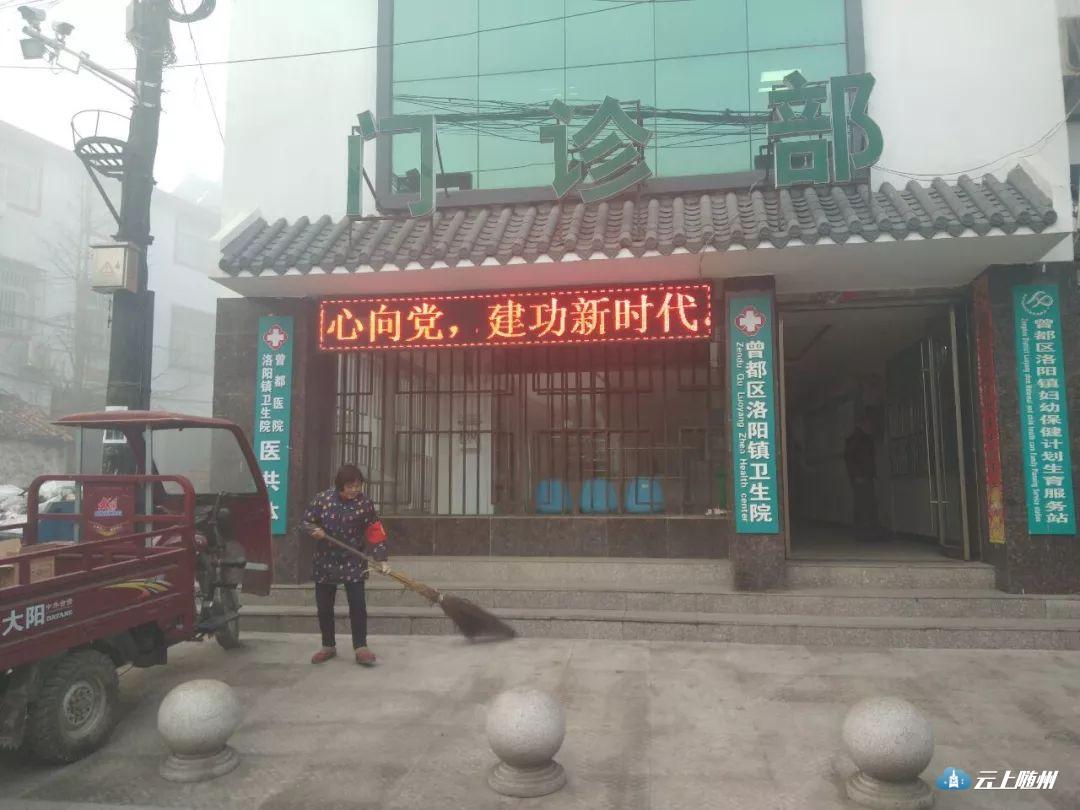 门诊部
心向党，建功新时代
曾都医院
洛阳镇卫生院
医共体
曾都区洛阳镇卫生院
Zendu Qu Luoyang Zhen Health center
曾都区洛阳镇妇幼保健计划生育服务站
大阳
云上随州